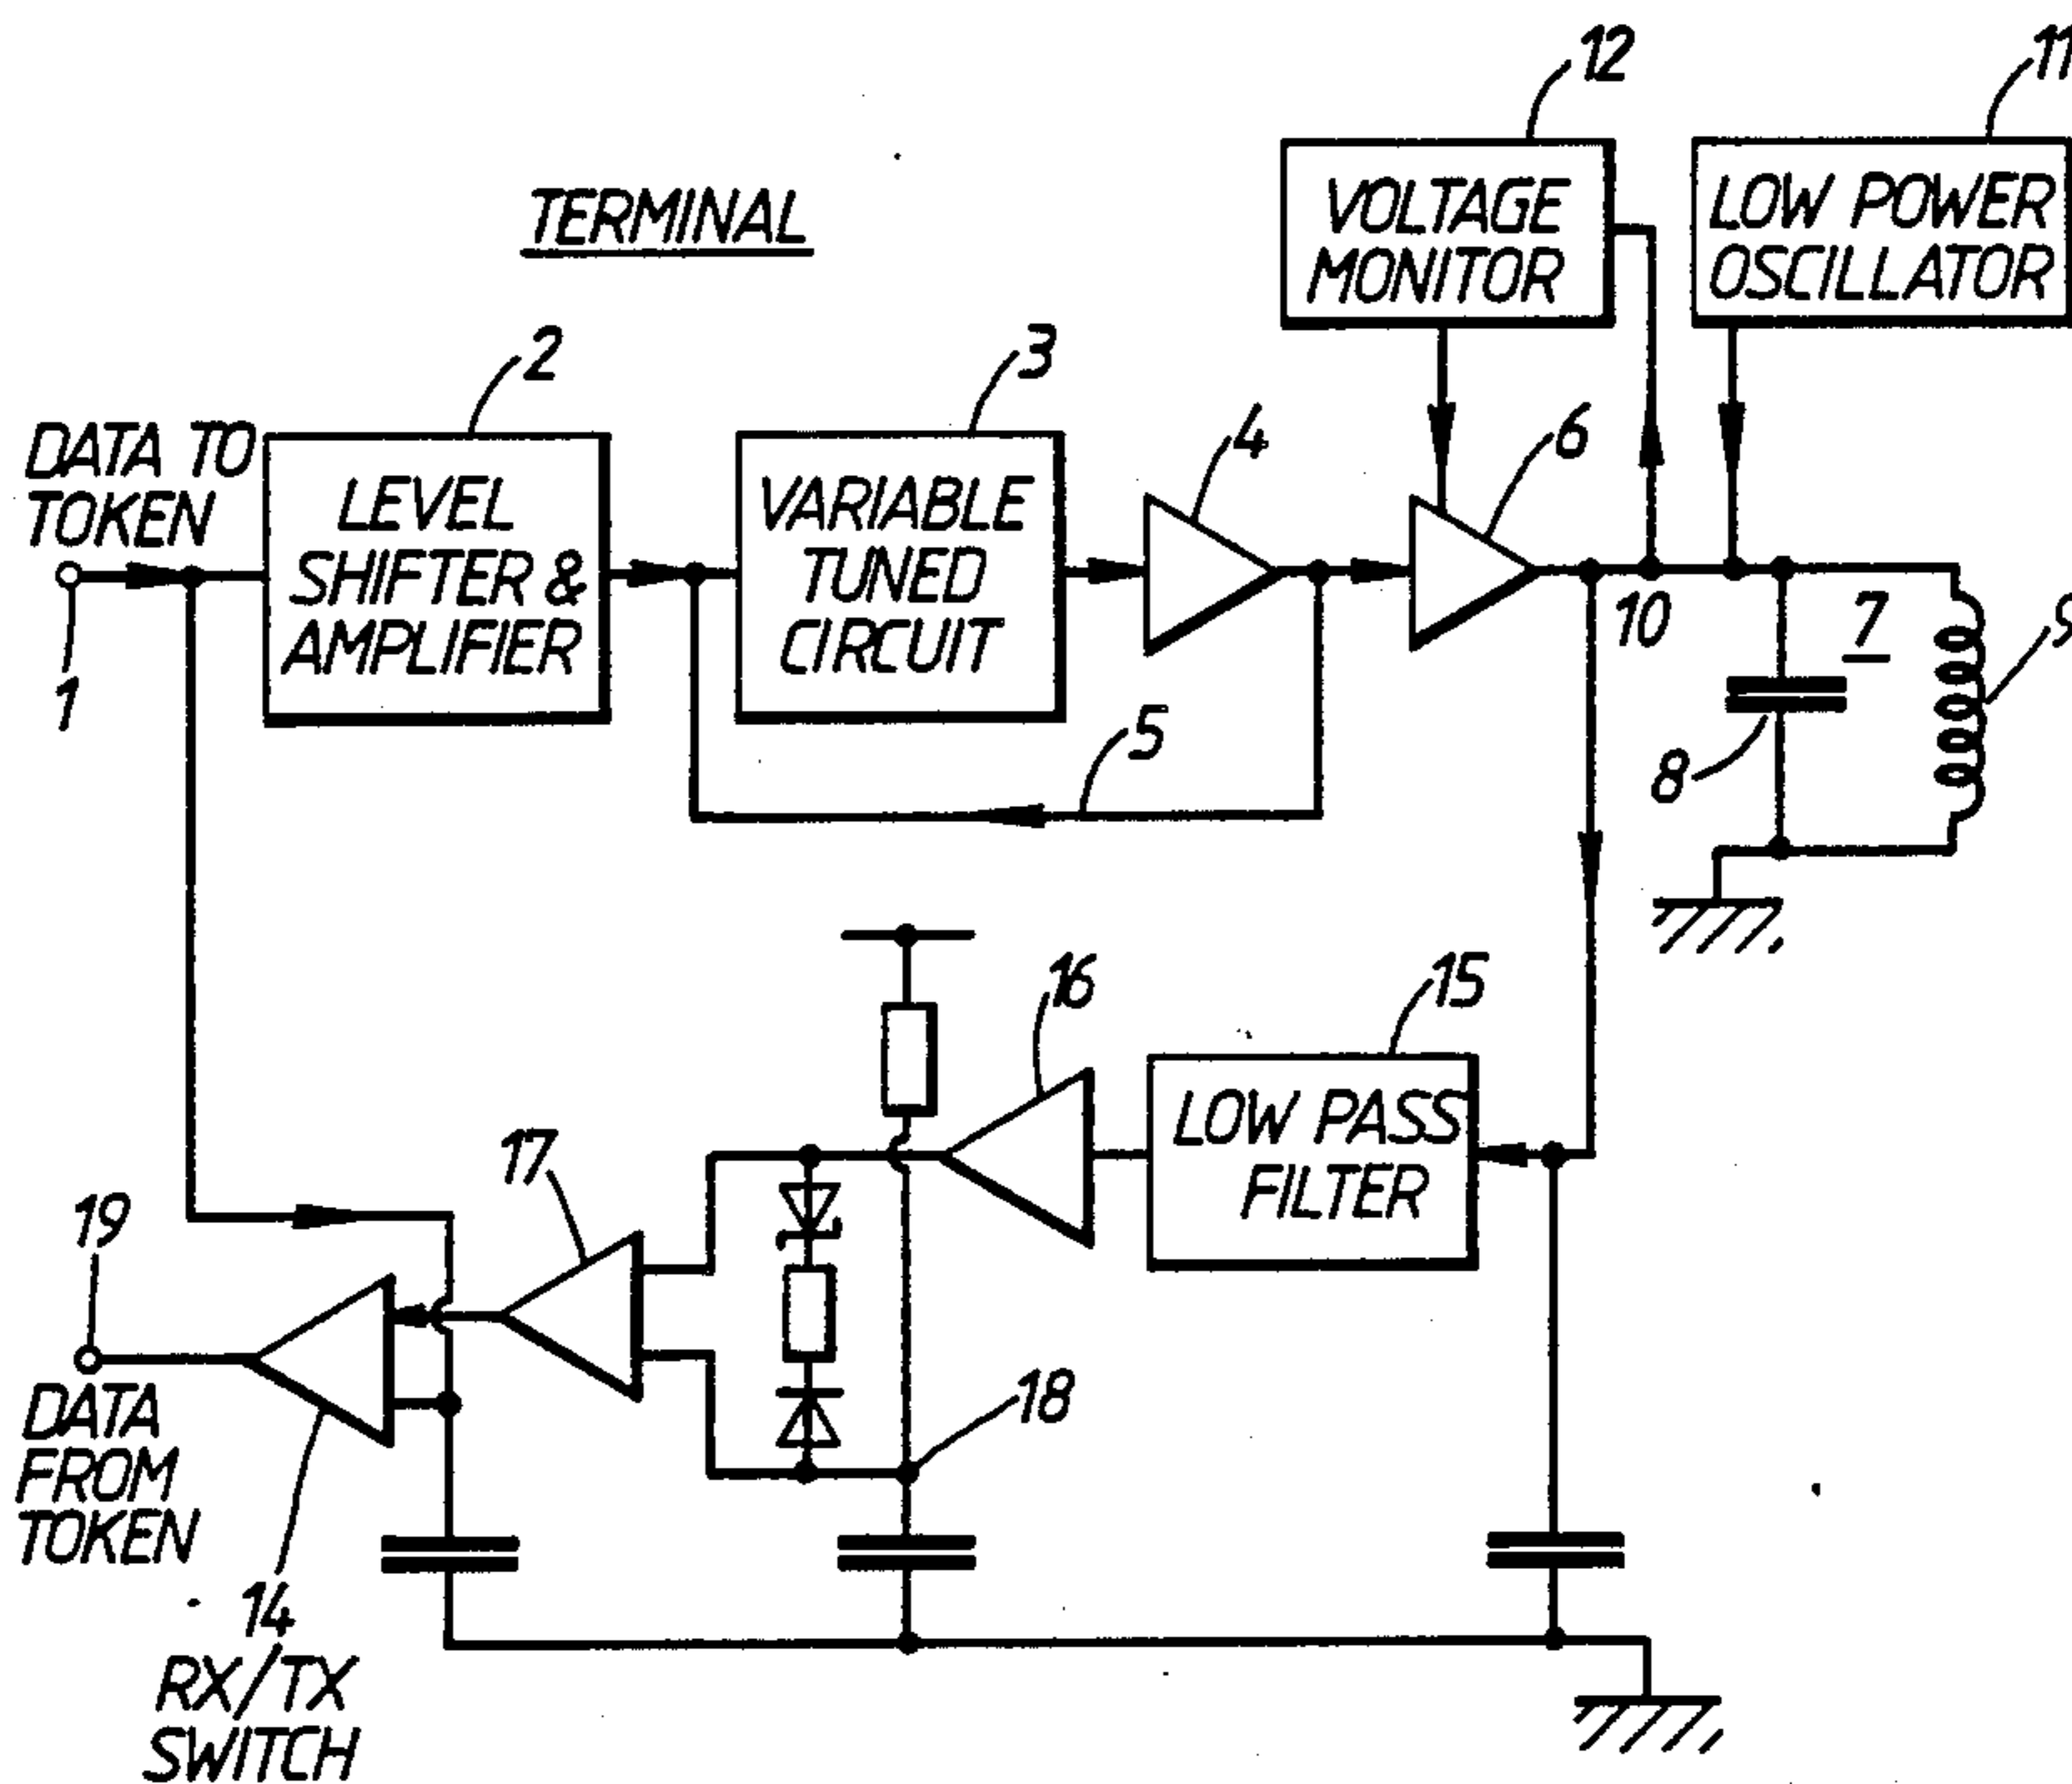 12
11
TERMINAL
VOLTAGE
MONITOR
LOW POWER
OSCILLATOR
2
3
4
6
DATA TO
TOKEN
1
LEVEL
SHIFTER &
AMPLIFIER
VARIABLE
TUNED
CIRCUIT
5
10
7
8
9
16
15
LOW PASS
FILTER
17
19
18
DATA
FROM
TOKEN
14
RX/TX
SWITCH